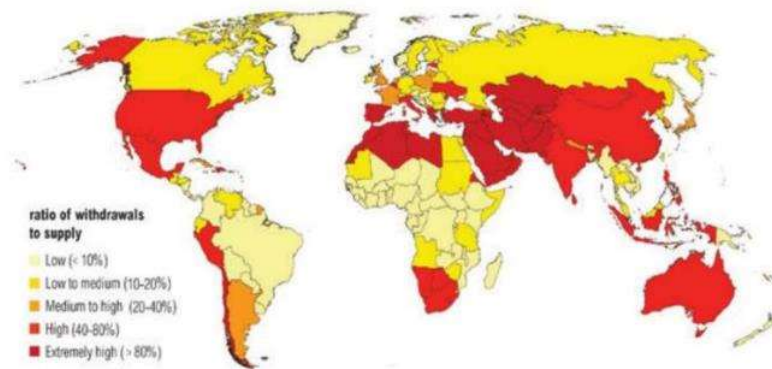 ratio of withdrawals
to supply
Low (< 10%)
Low to medium (10-20%)
Medium to high (20-40%)
High (40-80%)
Extremely high (> 80%)